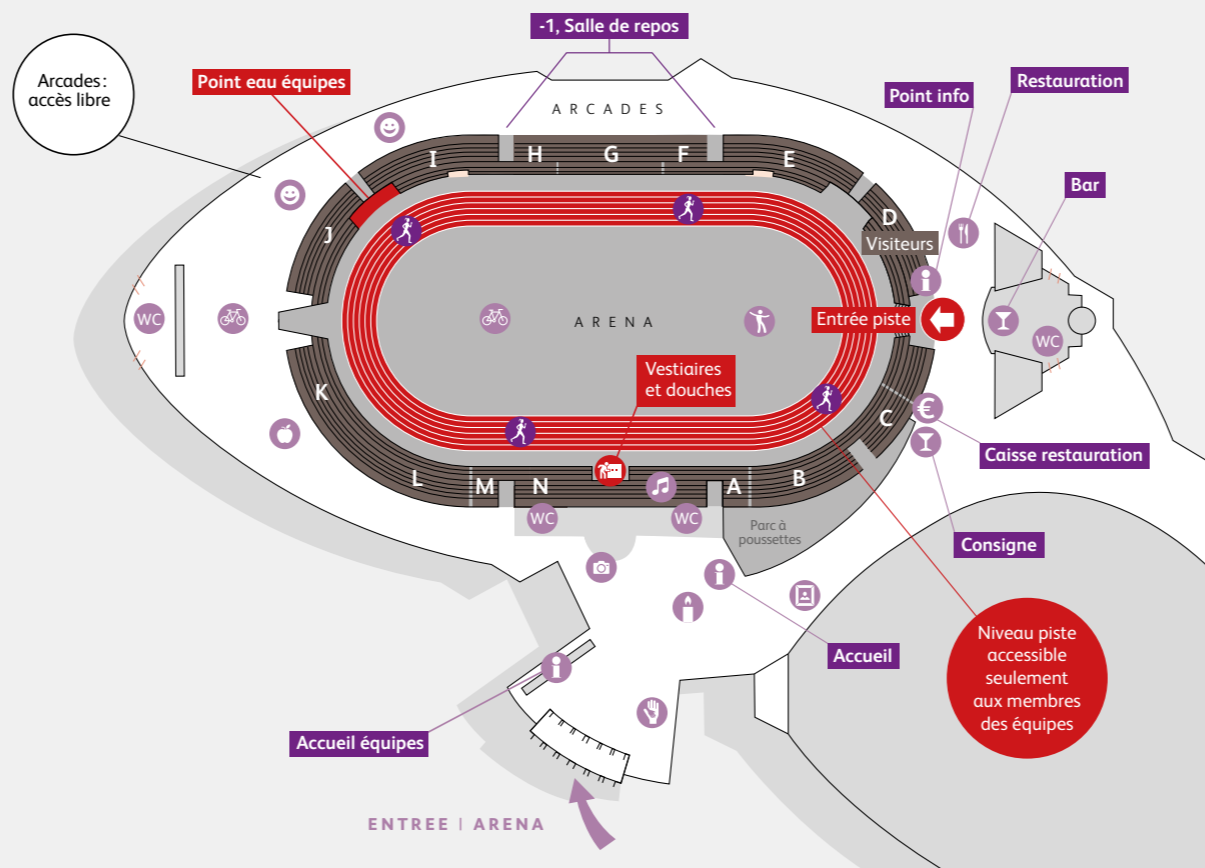 -1, Salle de repos
Arcades :
accès libre
Point eau équipes
Point info
Restauration
ARCADES
Bar
I
H
G
F
E
J
D
Visiteurs
WC
ARENA
Entrée piste
WC
Vestiaires
et douches
K
C
€
Caisse restauration
L
M
N
A
B
WC
WC
Parc à
poussettes
Consigne
Accueil
Niveau piste
accessible
seulement
aux membres
des équipes
Accueil équipes
ENTREE | ARENA